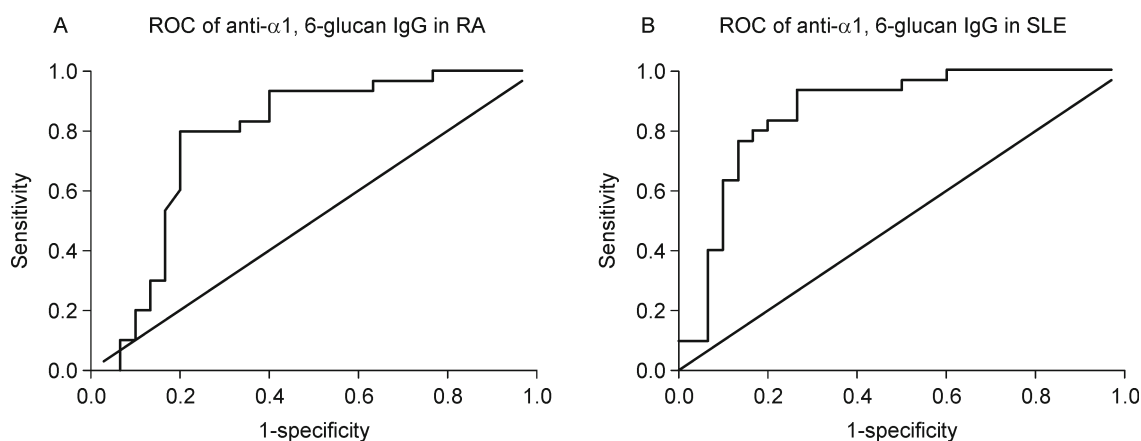 A ROC of anti-α1, 6-glucan IgG in RA
1.0
0.8
0.6
0.4
0.2
0.0
Sensitivity
0.0 0.2 0.4 0.6 0.8 1.0
1-specificity
B ROC of anti-α1, 6-glucan IgG in SLE
1.0
0.8
0.6
0.4
0.2
0.0
Sensitivity
0.0 0.2 0.4 0.6 0.8 1.0
1-specificity